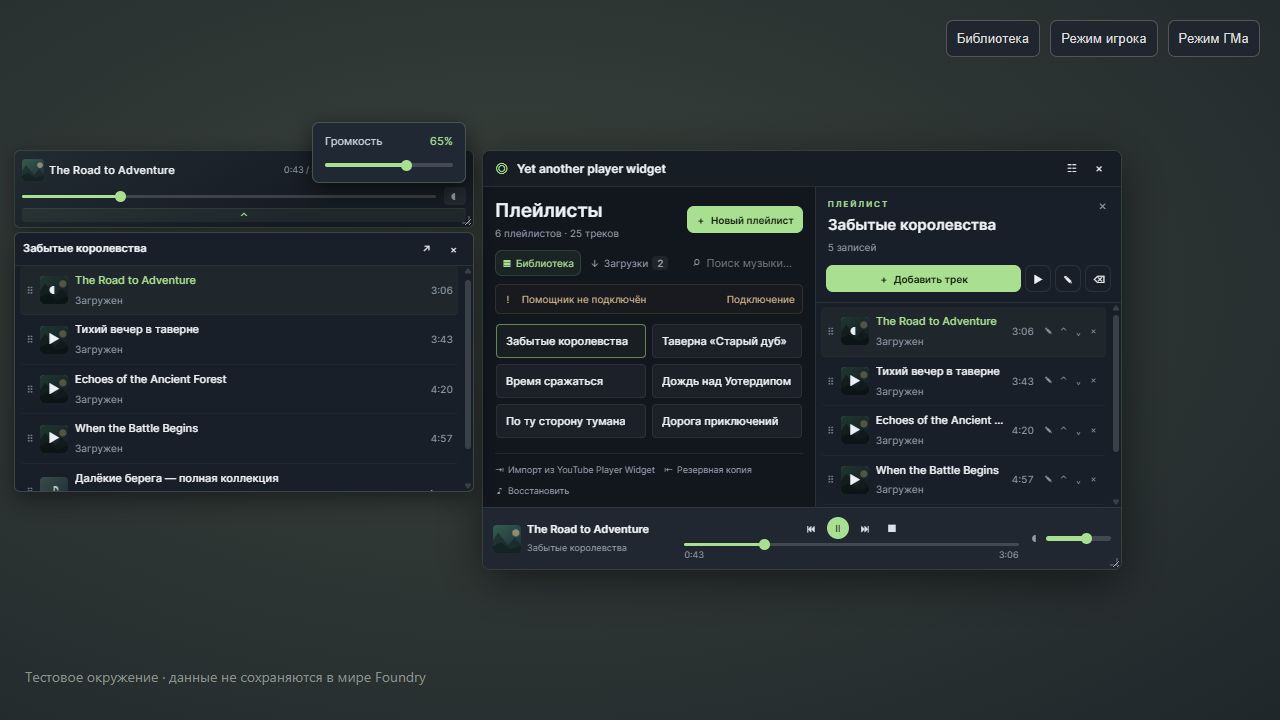 Библиотека
Режим игрока
Режим ГМа
Громкость
65%
The Road to Adventure
0:43 /
Забытые королевства
The Road to Adventure
Загружен
3:06
Тихий вечер в таверне
Загружен
3:43
Echoes of the Ancient Forest
Загружен
4:20
When the Battle Begins
Загружен
4:57
Далёкие берега — полная коллекция
Yet another player widget
Плейлисты
6 плейлистов · 25 треков
+ Новый плейлист
Библиотека
Загрузки 2
Поиск музыки...
! Помощник не подключён
Подключение
Забытые королевства
Таверна «Старый дуб»
Время сражаться
Дождь над Уотердипом
По ту сторону тумана
Дорога приключений
Импорт из YouTube Player Widget
Резервная копия
Восстановить
ПЛЕЙЛИСТ
Забытые королевства
5 записей
+ Добавить трек
The Road to Adventure
Загружен
3:06
Тихий вечер в таверне
Загружен
3:43
Echoes of the Ancient ...
Загружен
4:20
When the Battle Begins
Загружен
4:57
The Road to Adventure
Забытые королевства
0:43
3:06
Тестовое окружение · данные не сохраняются в мире Foundry